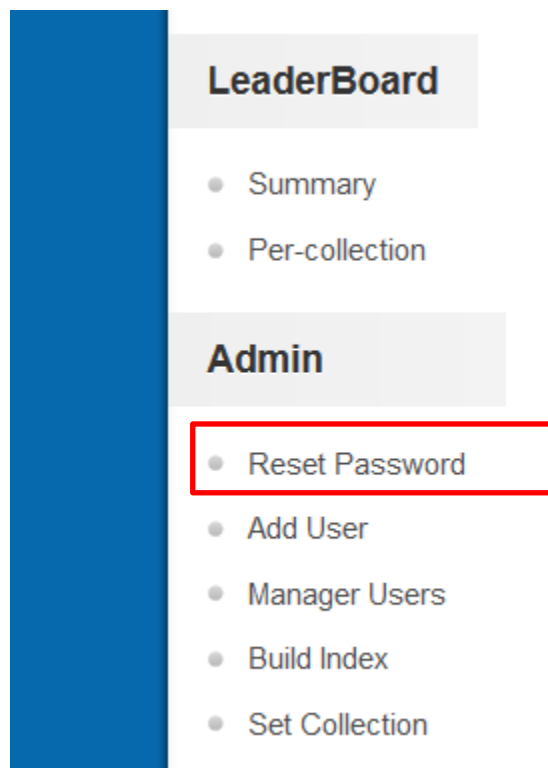 LeaderBoard
Summary
Per-collection
Admin
Reset Password
Add User
Manager Users
Build Index
Set Collection